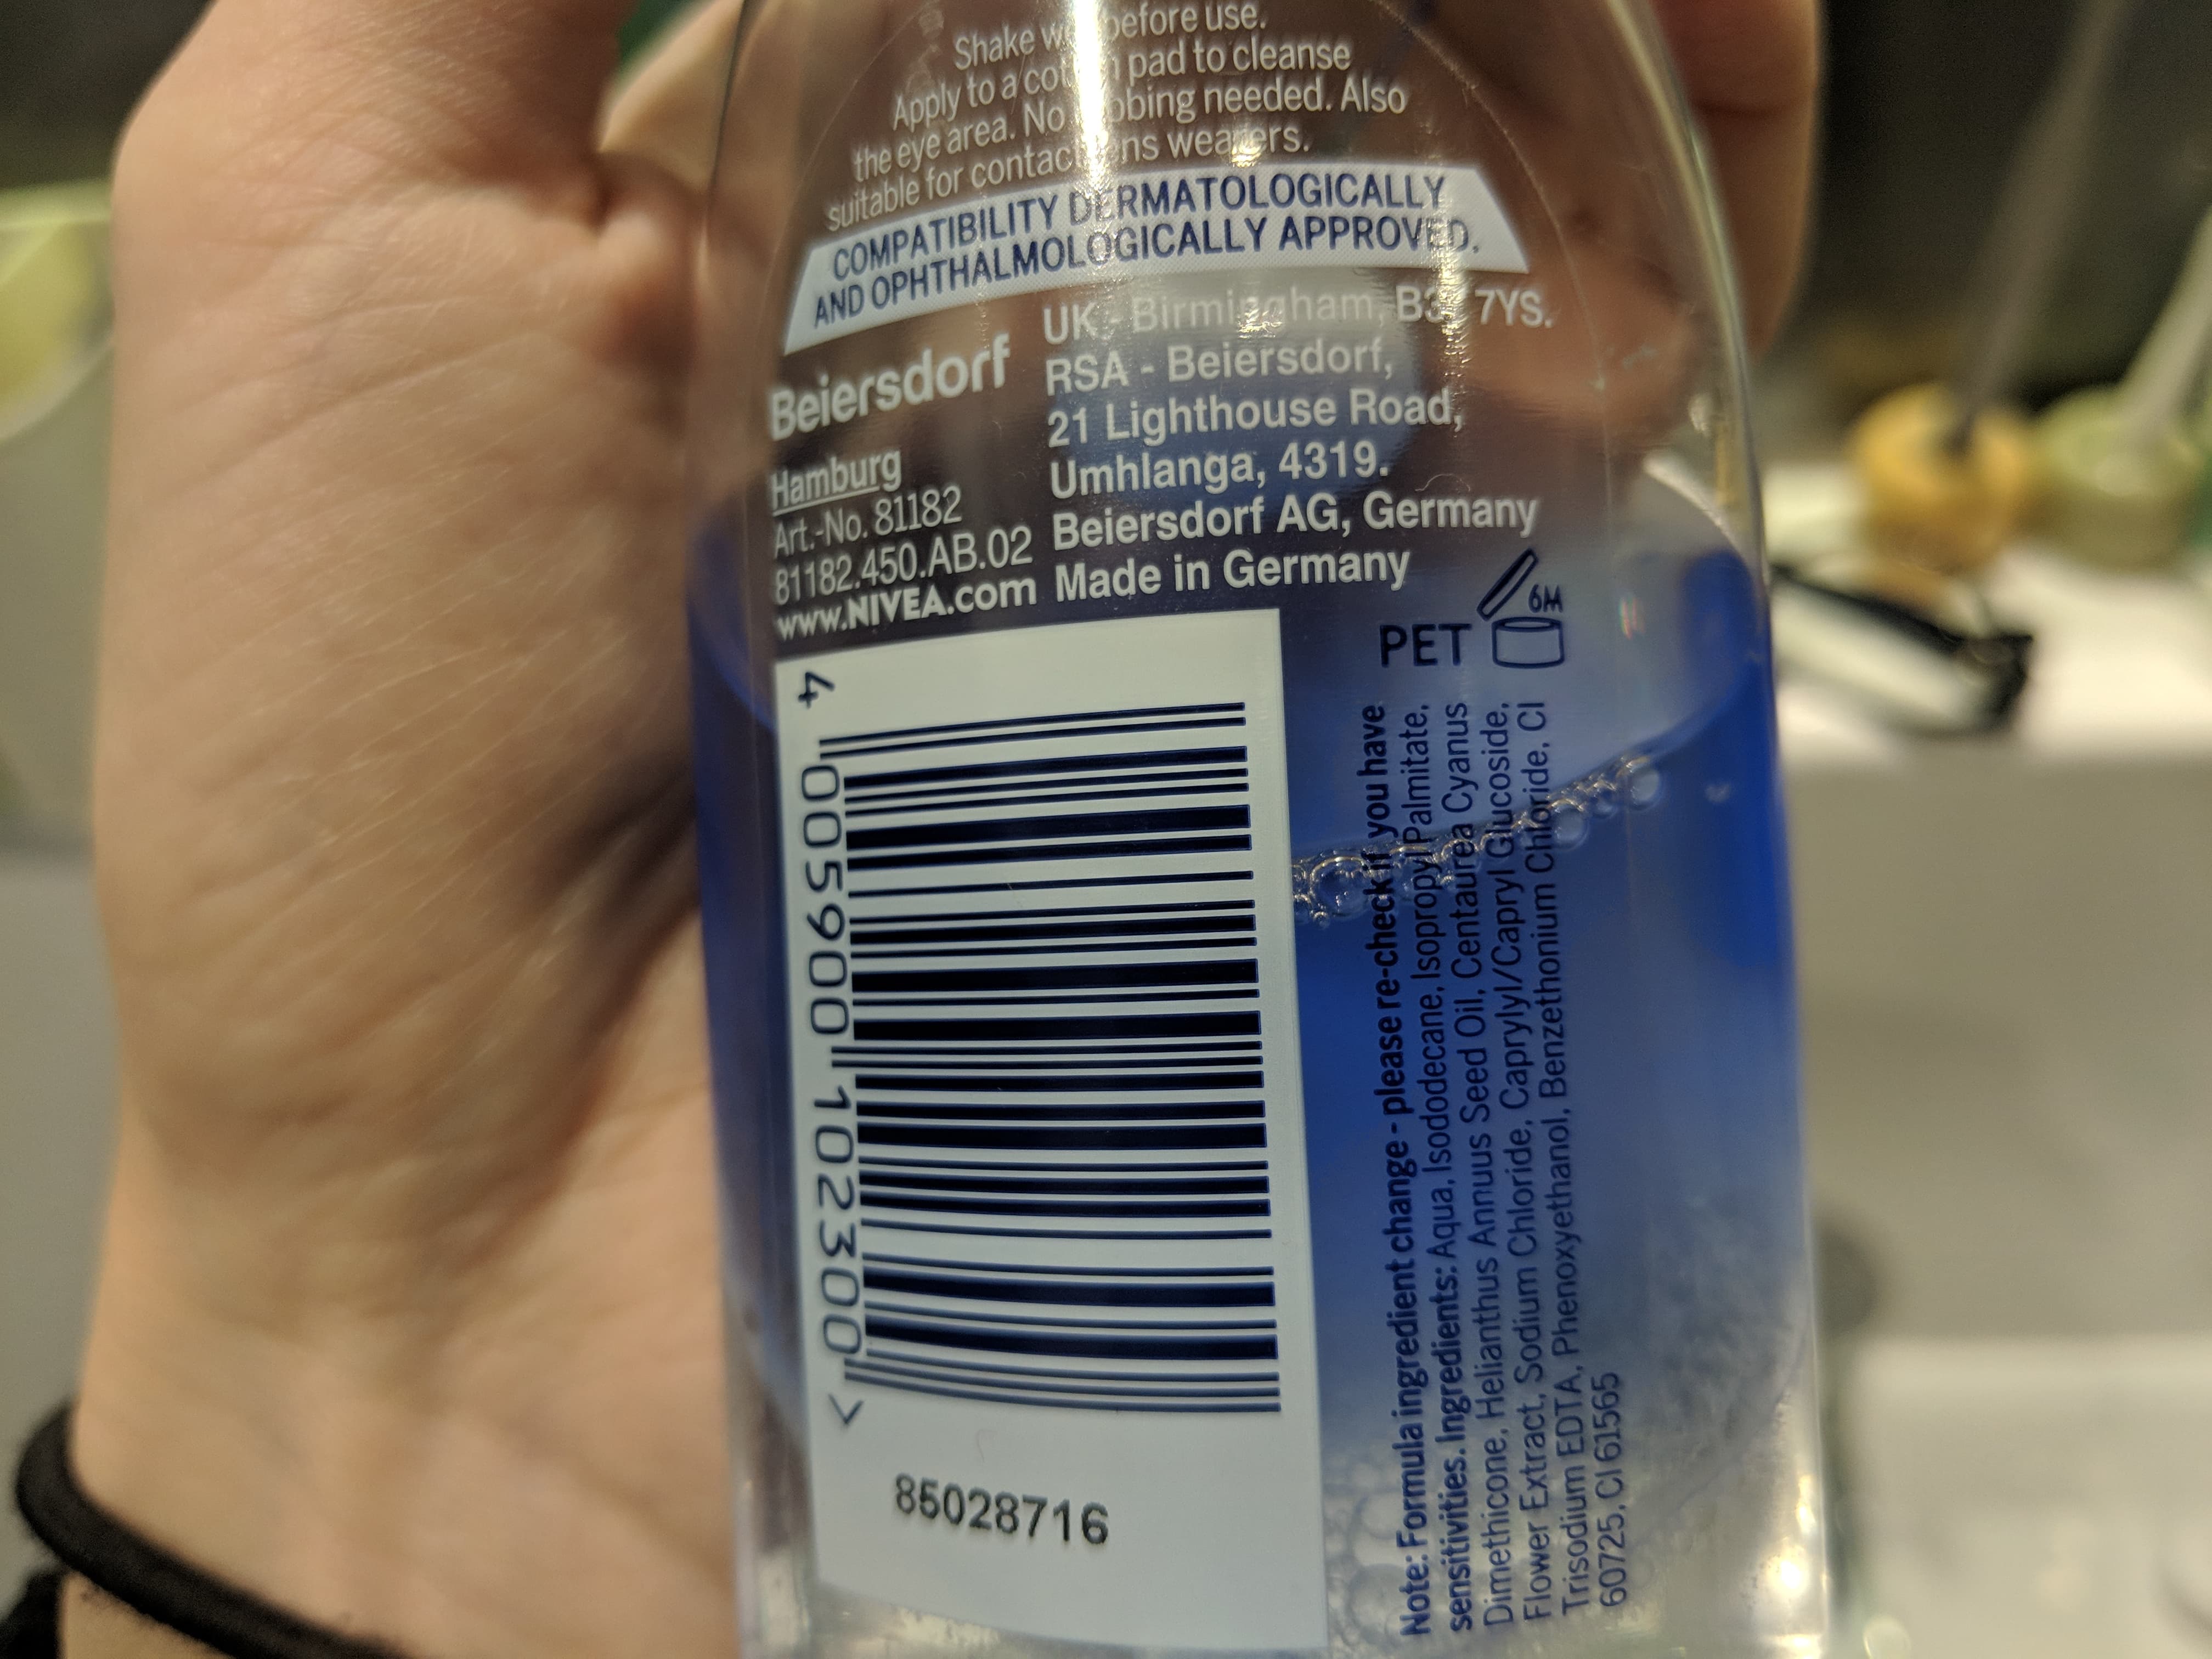 Shake before use.
Apply to a pad to cleanse
the eye area. No needed. Also
suitable for wearers.
COMPATIBILITY DERMATOLOGICALLY
AND OPHTHALMOLOGICALLY APPROVED.
Beiersdorf
Hamburg
Art.-No. 81182
81182.450.AB.02
www.NIVEA.com
UK - Birmingham, 7YS.
RSA - Beiersdorf,
21 Lighthouse Road,
Umhlanga, 4319.
Beiersdorf AG, Germany
Made in Germany
PET
6M
4 005900 102300 >
85028716
Note: Formula ingredient change - please re-check if you have
sensitivities. Ingredients: Aqua, Isododecane, Isopropyl Palmitate,
Dimethicone, Helianthus Annuus Seed Oil, Centaurea Cyanus
Flower Extract, Sodium Chloride, Caprylyl/Capryl Glucoside,
Trisodium EDTA, Phenoxyethanol, Benzethonium Chloride, CI
60725, CI 61565